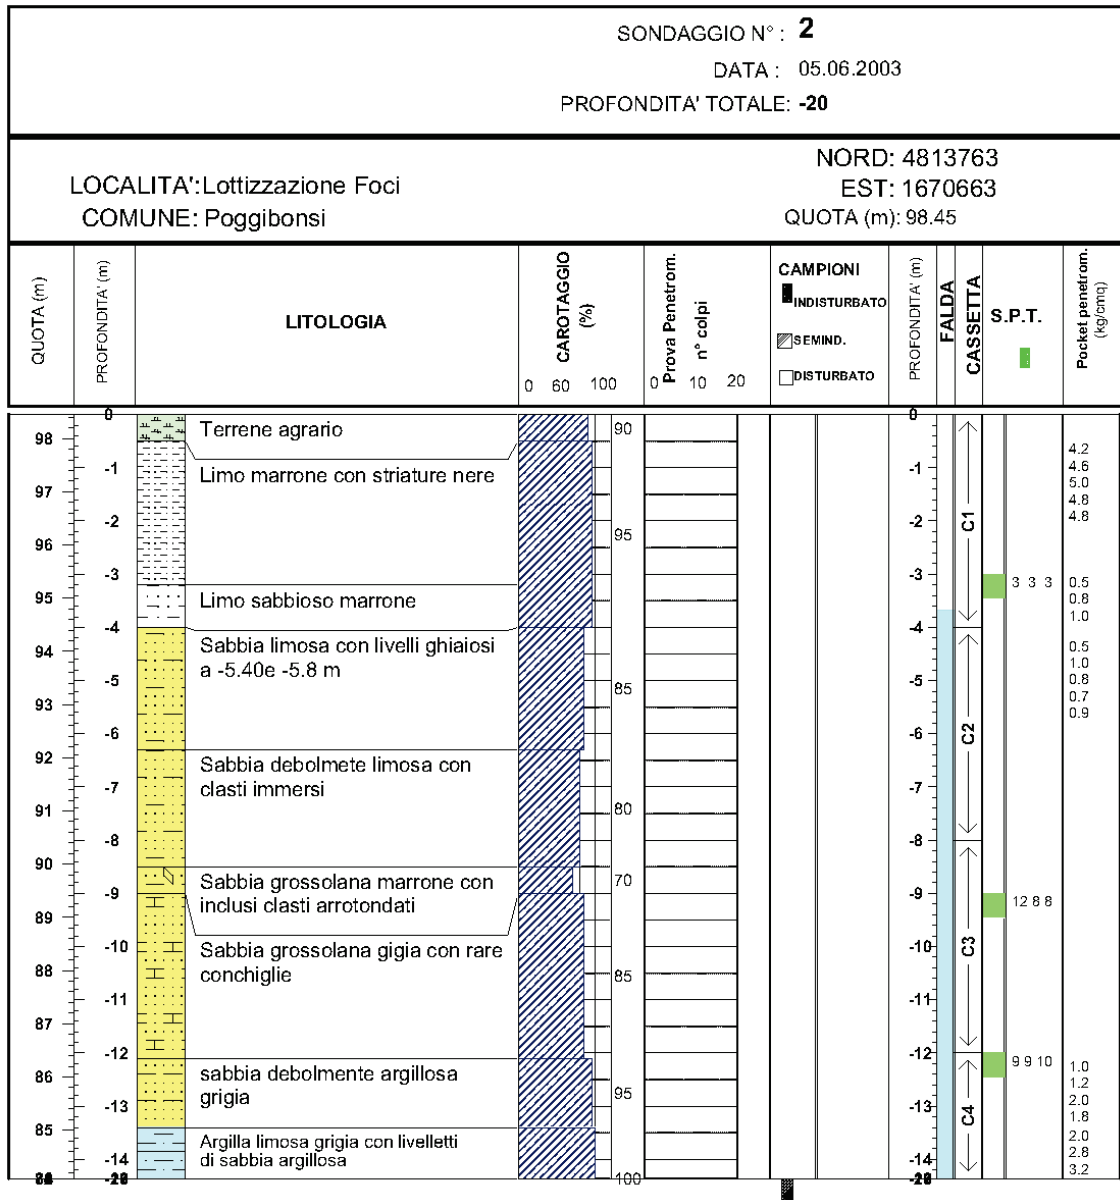 SONDAGGIO N° : 2
DATA : 05.06.2003
PROFONDITA' TOTALE: -20
LOCALITA':Lottizzazione Foci
COMUNE: Poggibonsi
NORD: 4813763
EST: 1670663
QUOTA (m): 98.45
QUOTA (m)
PROFONDITA' (m)
LITOLOGIA
CAROTAGGIO
(%)
0 60 100
Prova Penetrom.
n° colpi
0 10 20
CAMPIONI
INDISTURBATO
SEMIND.
DISTURBATO
PROFONDITA' (m)
FALDA
CASSETTA
S.P.T.
Pocket penetrom.
(kg/cmq)
98
97
96
95
94
93
92
91
90
89
88
87
86
85
0
-1
-2
-3
-4
-5
-6
-7
-8
-9
-10
-11
-12
-13
-14
Terrene agrario
Limo marrone con striature nere
Limo sabbioso marrone
Sabbia limosa con livelli ghiaiosi
a -5.40e -5.8 m
Sabbia debolmete limosa con
clasti immersi
Sabbia grossolana marrone con
inclusi clasti arrotondati
Sabbia grossolana gigia con rare
conchiglie
sabbia debolmente argillosa
grigia
Argilla limosa grigia con livelletti
di sabbia argillosa
90
95
85
80
70
85
95
100
0
-1
-2
-3
-4
-5
-6
-7
-8
-9
-10
-11
-12
-13
-14
C1
C2
C3
C4
3 3 3
12 8 8
9 9 10
4.2
4.6
5.0
4.8
4.8
0.5
0.8
1.0
0.5
1.0
0.8
0.7
0.9
1.0
1.2
2.0
1.8
2.0
2.8
3.2